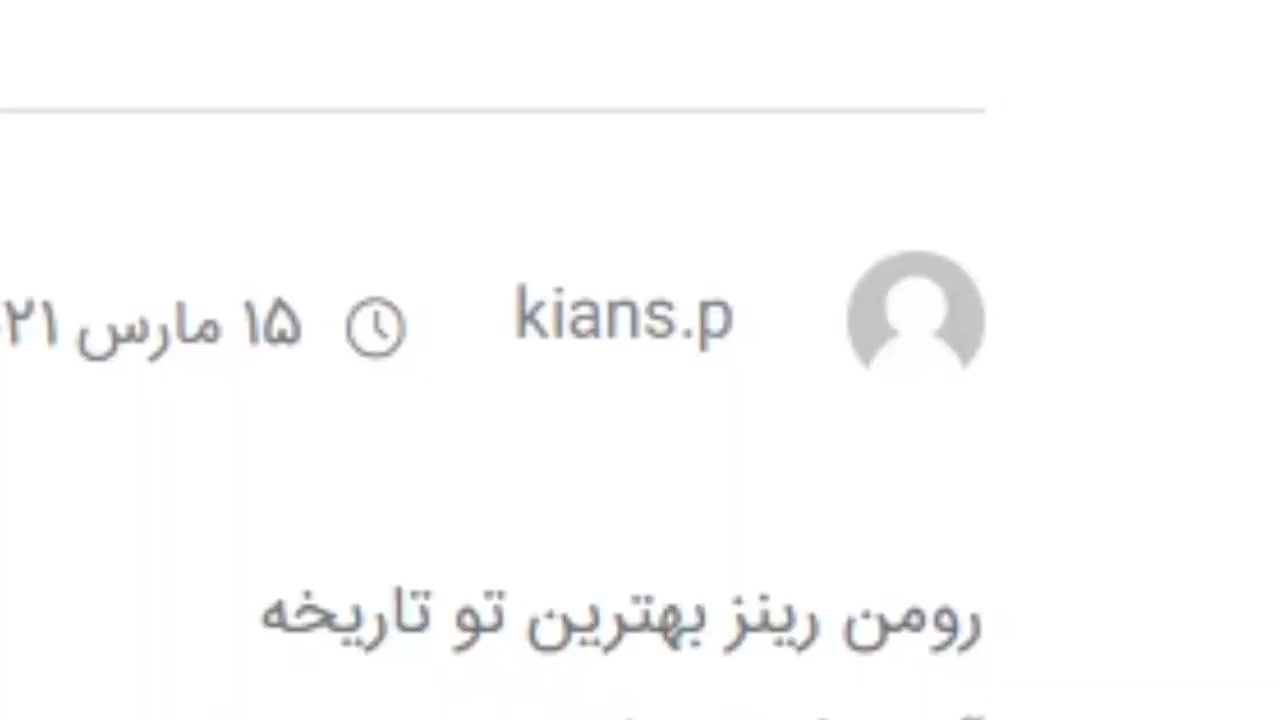 kians.p
۱۵ مارس
رومن رینز بهترین تو تاریخه